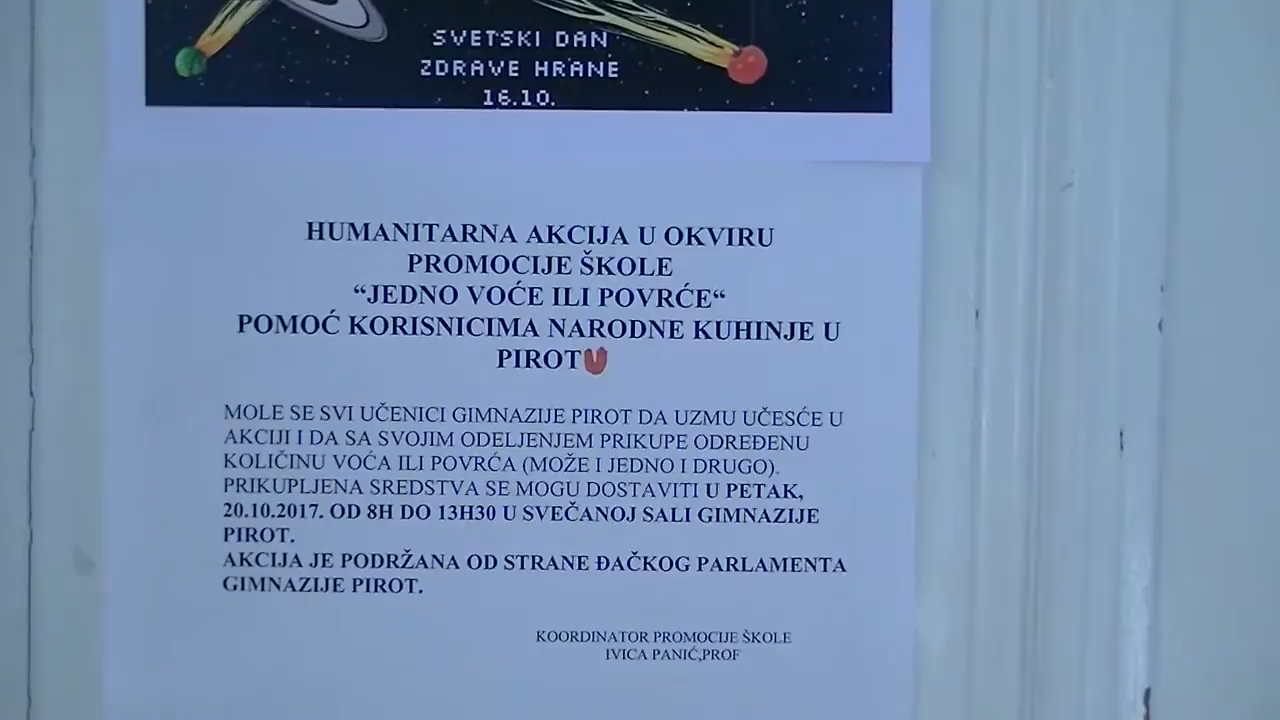 SVETSKI DAN
ZDRAVE HRANE
16.10.
HUMANITARNA AKCIJA U OKVIRU
PROMOCIJE ŠKOLE
“JEDNO VOĆE ILI POVRĆE“
POMOĆ KORISNICIMA NARODNE KUHINJE U
PIROTU
MOLE SE SVI UČENICI GIMNAZIJE PIROT DA UZMU UČESĆE U
AKCIJI I DA SA SVOJIM ODELJENJEM PRIKUPE ODREĐENU
KOLIČINU VOĆA ILI POVRĆA (MOŽE I JEDNO I DRUGO).
PRIKUPLJENA SREDSTVA SE MOGU DOSTAVITI U PETAK,
20.10.2017. OD 8H DO 13H30 U SVEČANOJ SALI GIMNAZIJE
PIROT.
AKCIJA JE PODRŽANA OD STRANE ĐAČKOG PARLAMENTA
GIMNAZIJE PIROT.
KOORDINATOR PROMOCIJE ŠKOLE
IVICA PANIĆ,PROF